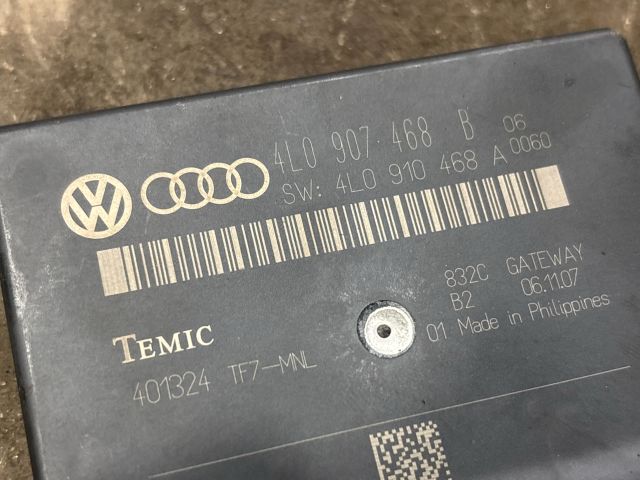 4L0 907 468 B 06
SW: 4L0 910 468 A 0060
832C GATEWAY
B2 06.11.07
01 Made in Philippines
TEMIC
401324 TF7-MNL